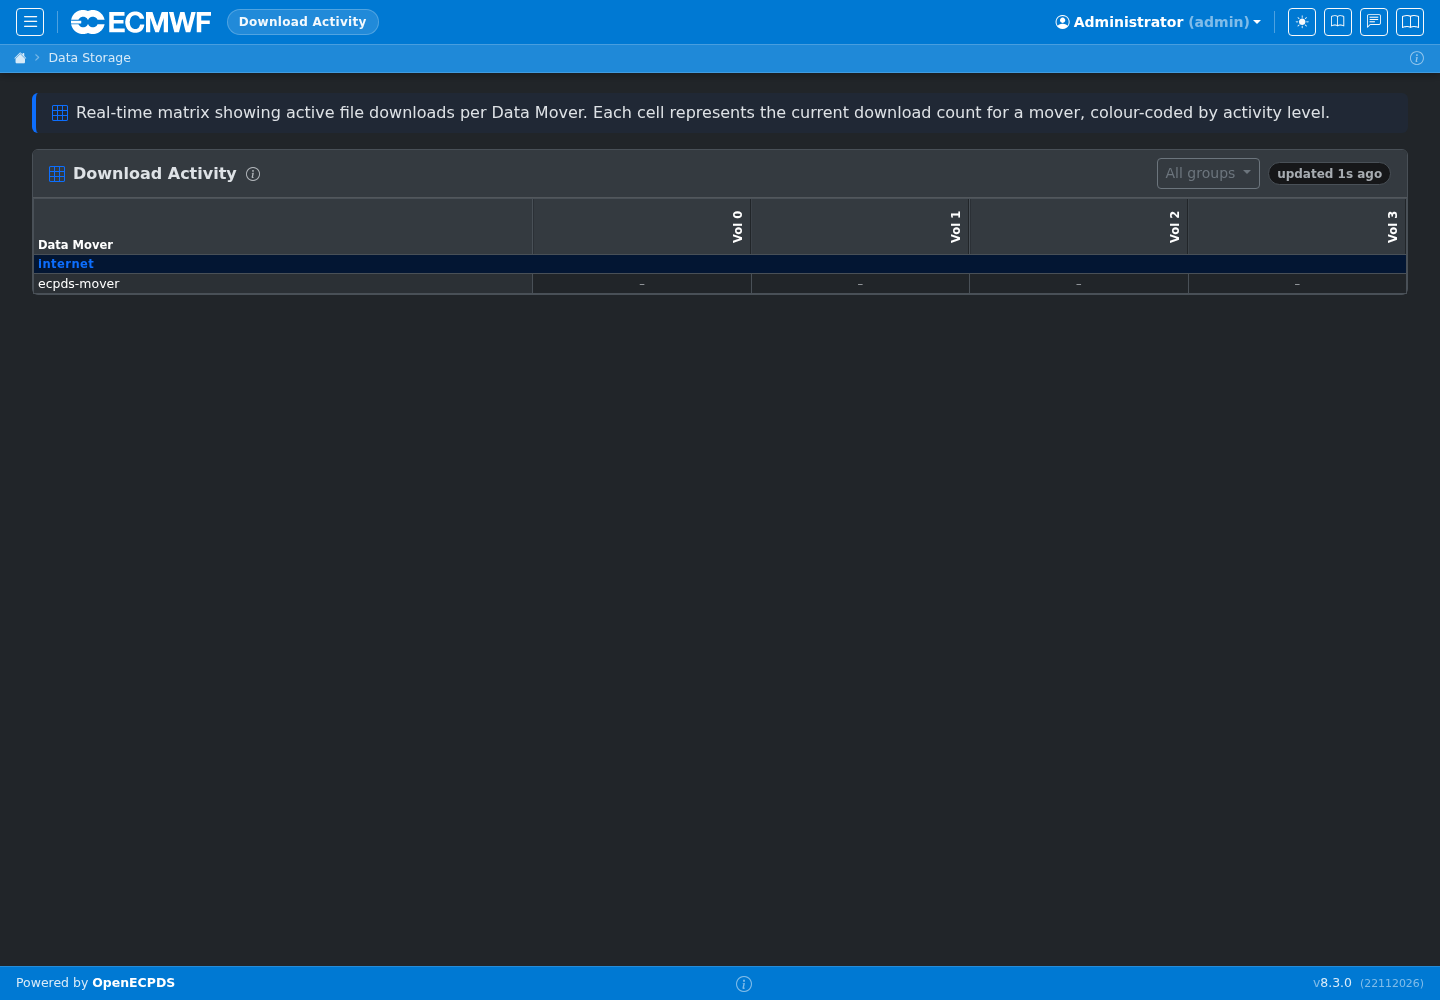 ECMWF Download Activity Administrator (admin)
Data Storage
Real-time matrix showing active file downloads per Data Mover. Each cell represents the current download count for a mover, colour-coded by activity level.
Download Activity All groups updated 1s ago
Data Mover Vol 0 Vol 1 Vol 2 Vol 3
internet
ecpds-mover – – – –
Powered by OpenECPDS v8.3.0 (22112026)